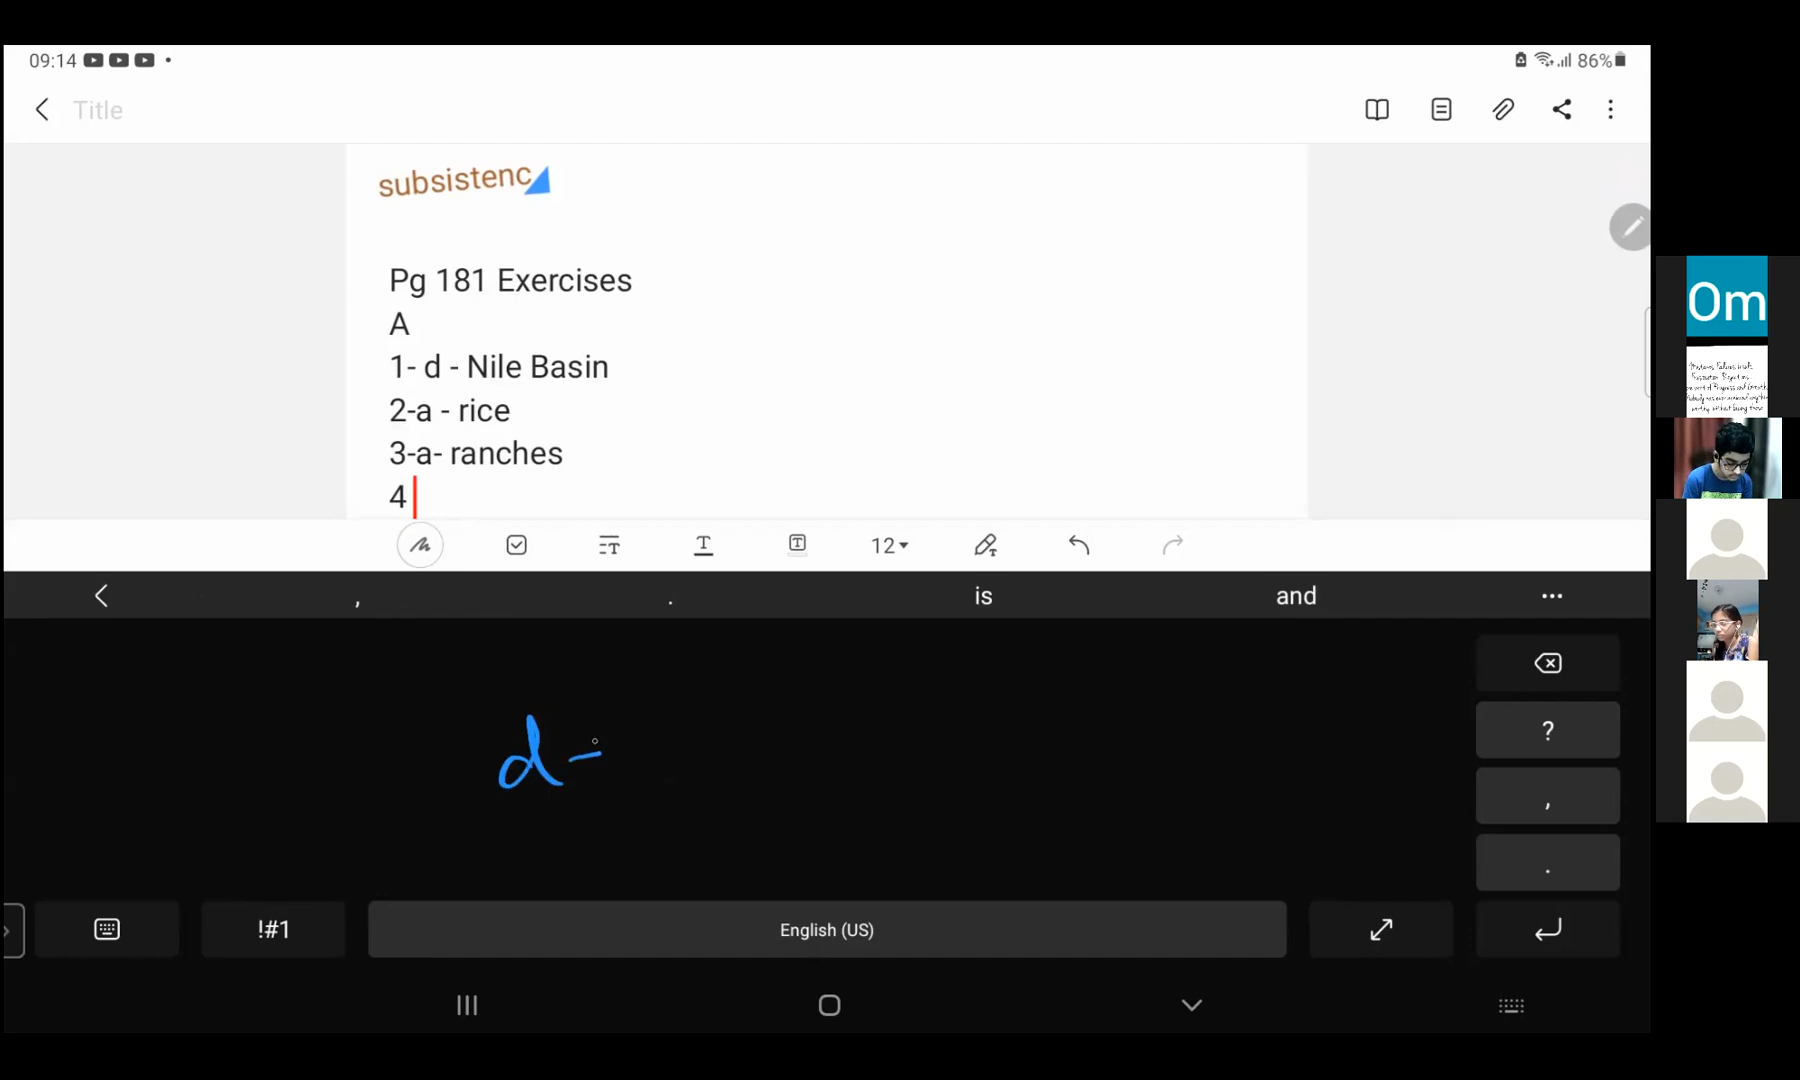 09:14
86%
Title
subsistenc
Pg 181 Exercises
A
1- d - Nile Basin
2-a - rice
3-a- ranches
4
12
, . is and ...
d -
?
,
.
!#1
English (US)
Om